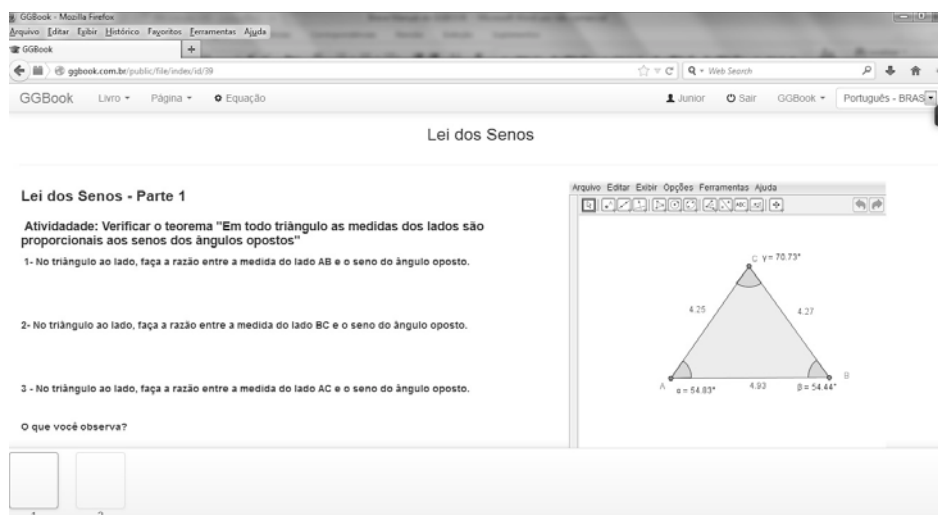 GGBook - Mozilla Firefox
Arquivo Editar Exibir Histórico Favoritos Ferramentas Ajuda
GGBook +
ggbook.com.br/public/file/index/id/39
Web Search
GGBook Livro Página Equação Junior Sair GGBook Português - BRAS
Lei dos Senos
Lei dos Senos - Parte 1
Atividadade: Verificar o teorema "Em todo triângulo as medidas dos lados são
proporcionais aos senos dos ângulos opostos"
1- No triângulo ao lado, faça a razão entre a medida do lado AB e o seno do ângulo oposto.
2- No triângulo ao lado, faça a razão entre a medida do lado BC e o seno do ângulo oposto.
3 - No triângulo ao lado, faça a razão entre a medida do lado AC e o seno do ângulo oposto.
O que você observa?
Arquivo Editar Exibir Opções Ferramentas Ajuda
ABC
C γ = 70.73°
4.25 4.27
A α = 54.83° 4.93 β = 54.44° B
1 2